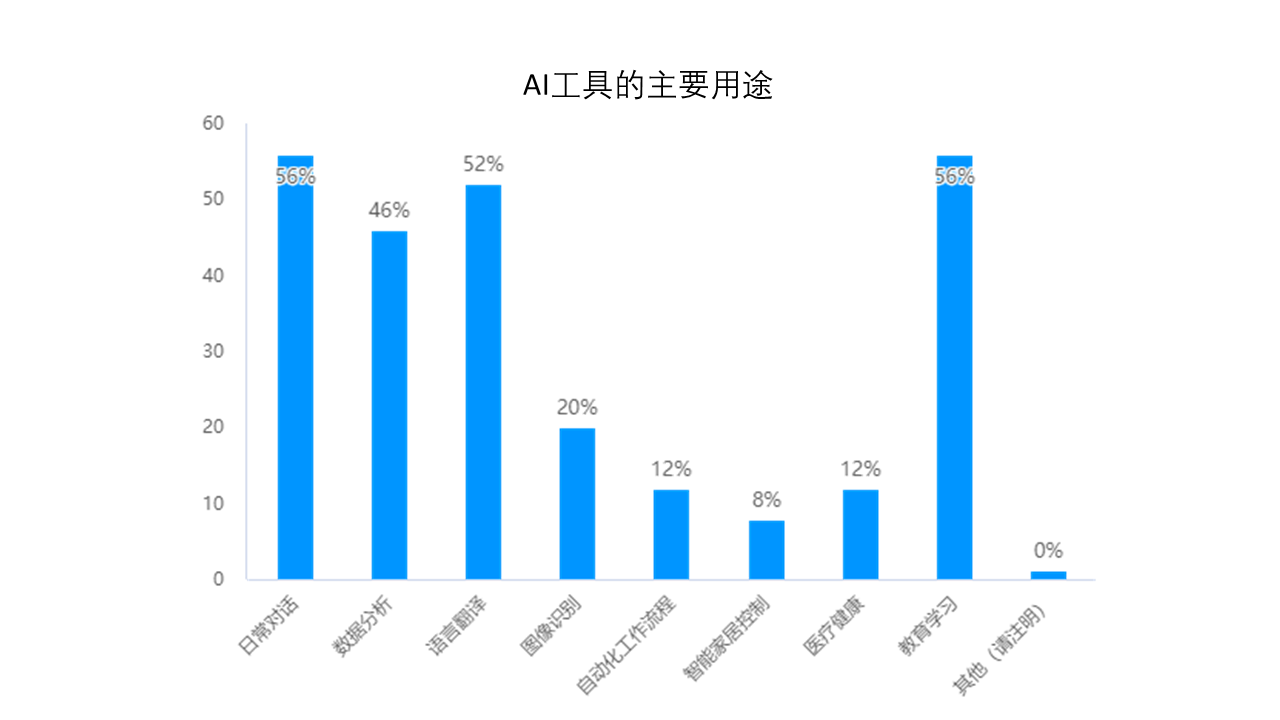 AI工具的主要用途
60
50
40
30
20
10
0
56%
46%
52%
20%
12%
8%
12%
56%
0%
日常对话
数据分析
语言翻译
图像识别
自动化工作流程
智能家居控制
医疗健康
教育学习
其他（请注明）